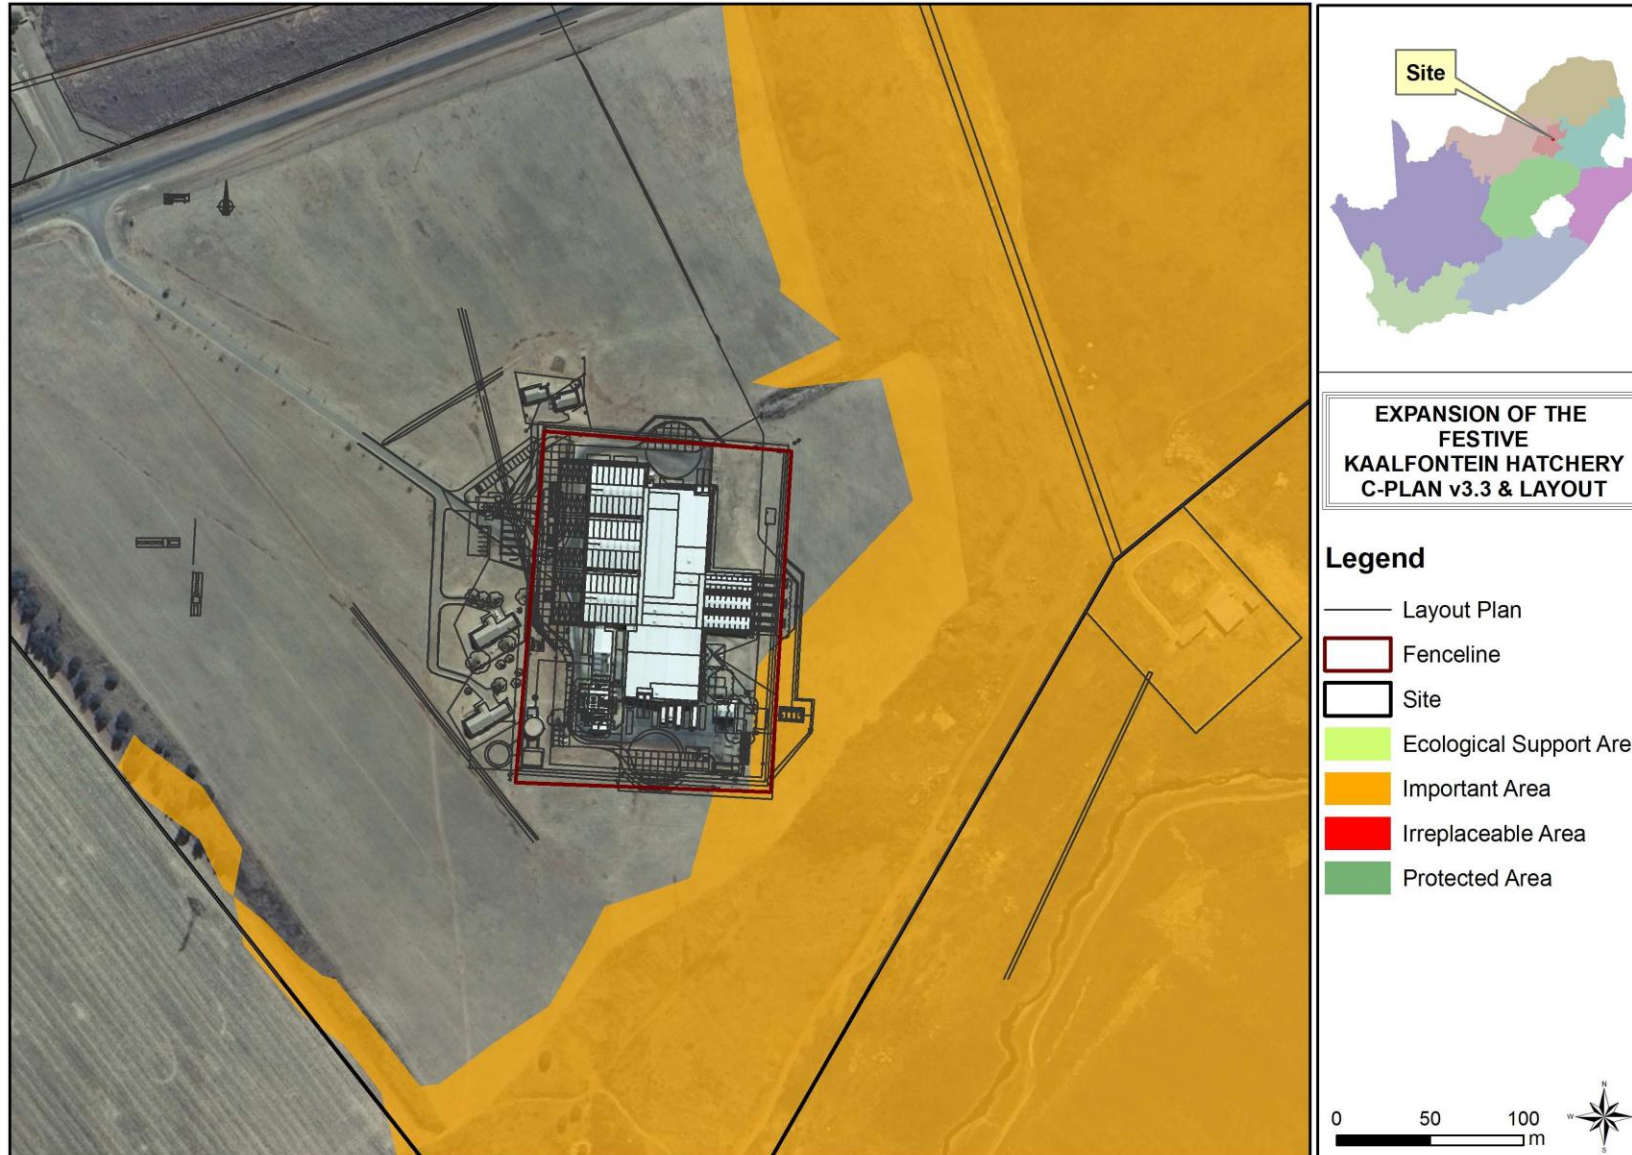 Site
EXPANSION OF THE
FESTIVE
KAALFONTEIN HATCHERY
C-PLAN v3.3 & LAYOUT
Legend
Layout Plan
Fenceline
Site
Ecological Support Are
Important Area
Irreplaceable Area
Protected Area
0 50 100
m
N
W
S